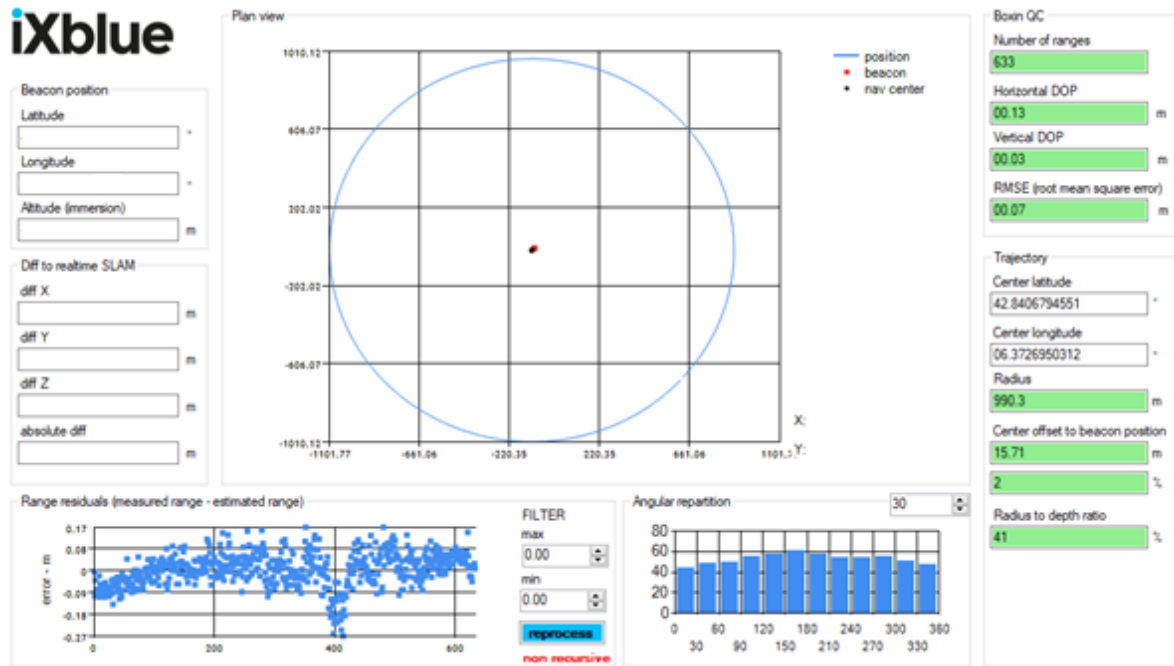 iXblue
Beacon position
Latitude
°
Longitude
°
Altitude (immersion)
m
Diff to realtime SLAM
diff X
m
diff Y
m
diff Z
m
absolute diff
m
Plan view
1010.12
606.07
202.02
-202.02
-606.07
-1010.12
-1101.77 -661.06 -220.35 220.35 661.06
position
beacon
nav center
X:
Y:
Boxin QC
Number of ranges
633
Horizontal DOP
00.13 m
Vertical DOP
00.03 m
RMSE (root mean square error)
00.07 m
Trajectory
Center latitude
42.8406794551 °
Center longitude
06.3726950312 °
Radius
990.3 m
Center offset to beacon position
15.71 m
2 %
Radius to depth ratio
41 %
Range residuals (measured range - estimated range)
error - m
0.17
0.08
0
-0.09
-0.18
-0.27
0 200 400 600
FILTER
max
0.00
min
0.00
reprocess
non recursive
Angular repartition
30
80
60
40
20
0
0 60 120 180 240 300 360
30 90 150 210 270 330